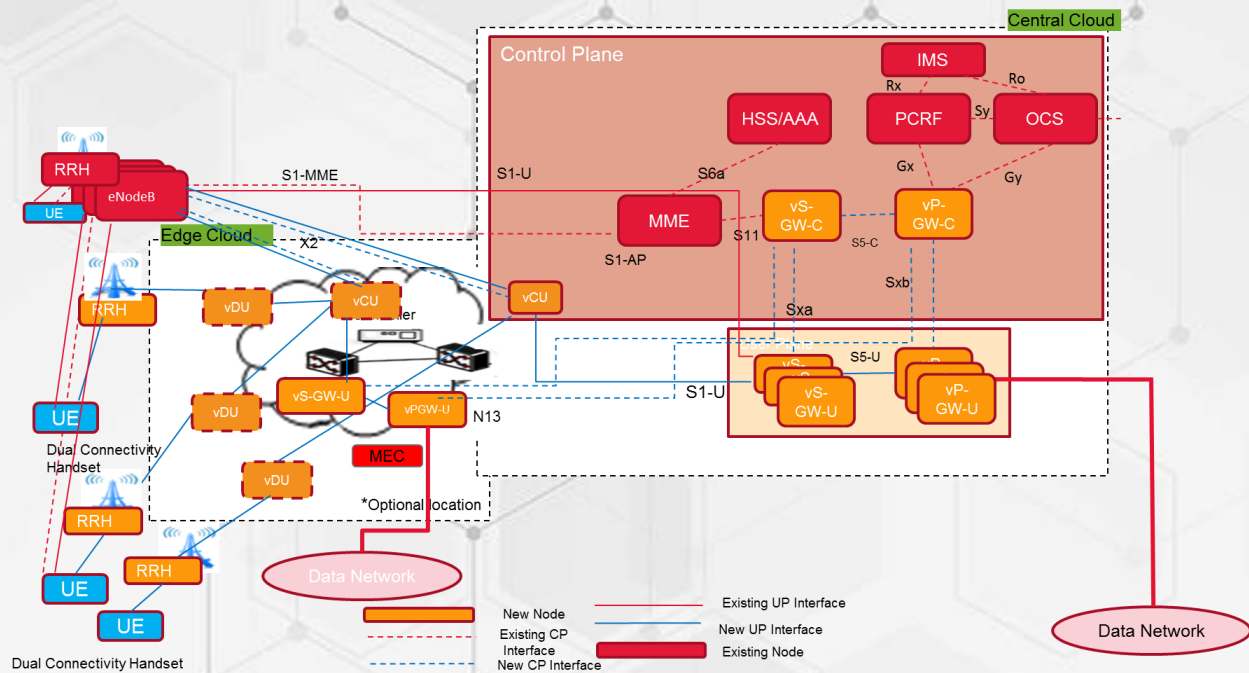 Central Cloud
Control Plane
IMS
Rx
Ro
HSS/AAA
PCRF
Sy
OCS
RRH
S1-MME
S1-U
S6a
Gx
Gy
eNodeB
UE
vS-
GW-C
vP-
GW-C
MME
Edge Cloud
X2
S11
S5-C
S1-AP
Sxb
RRH
vDU
vCU
vCU
Sxa
S5-U
vS-
vS-
GW-U
vP-
GW-U
S1-U
vS-GW-U
vPGW-U
N13
UE
vDU
Dual Connectivity
Handset
MEC
vDU
*Optional location
RRH
RRH
UE
UE
Data Network
New Node
Existing CP
Interface
New CP Interface
Existing UP Interface
New UP Interface
Existing Node
Data Network
Dual Connectivity Handset